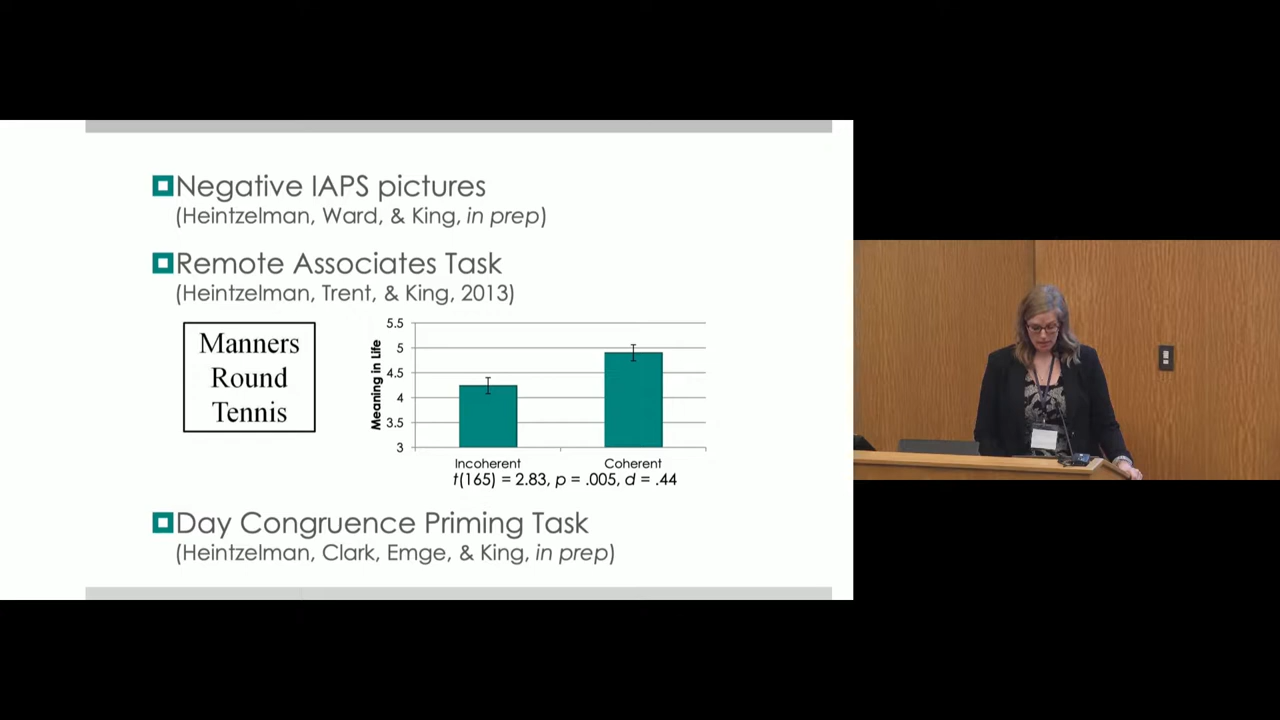 Negative IAPS pictures
(Heintzelman, Ward, & King, in prep)
Remote Associates Task
(Heintzelman, Trent, & King, 2013)
Manners
Round
Tennis
Meaning in Life
5.5
5
4.5
4
3.5
3
Incoherent
Coherent
t(165) = 2.83, p = .005, d = .44
Day Congruence Priming Task
(Heintzelman, Clark, Emge, & King, in prep)